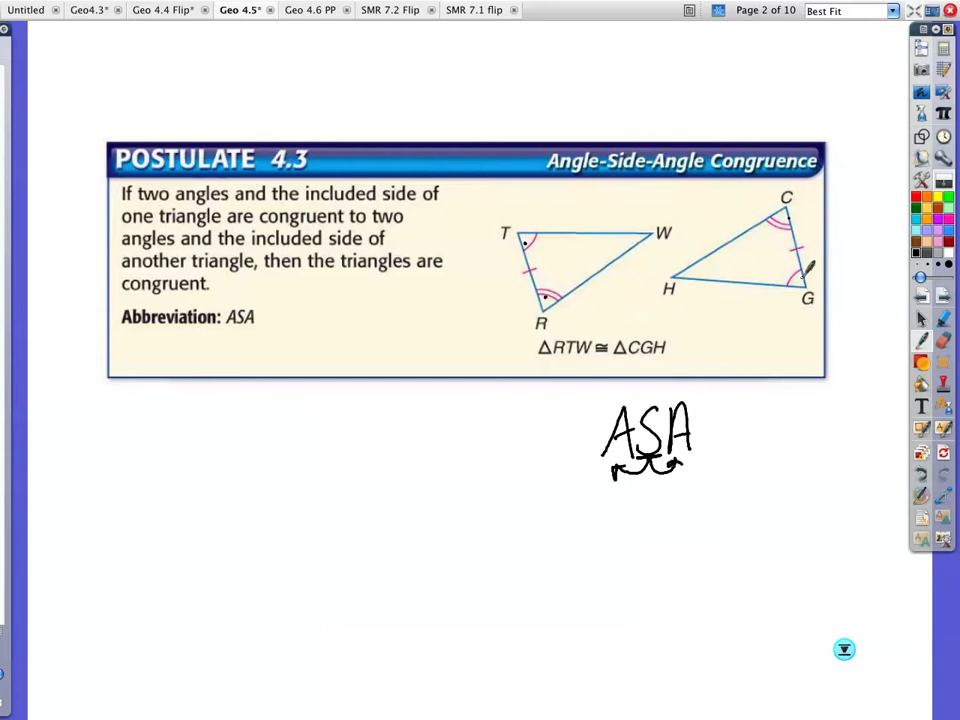 Untitled Geo4.3* Geo 4.4 Flip* Geo 4.5* Geo 4.6 PP SMR 7.2 Flip SMR 7.1 flip Page 2 of 10 Best Fit
POSTULATE 4.3 Angle-Side-Angle Congruence
If two angles and the included side of
one triangle are congruent to two
angles and the included side of
another triangle, then the triangles are
congruent.
Abbreviation: ASA
T
W
R
C
H
G
△RTW ≅ △CGH
ASA